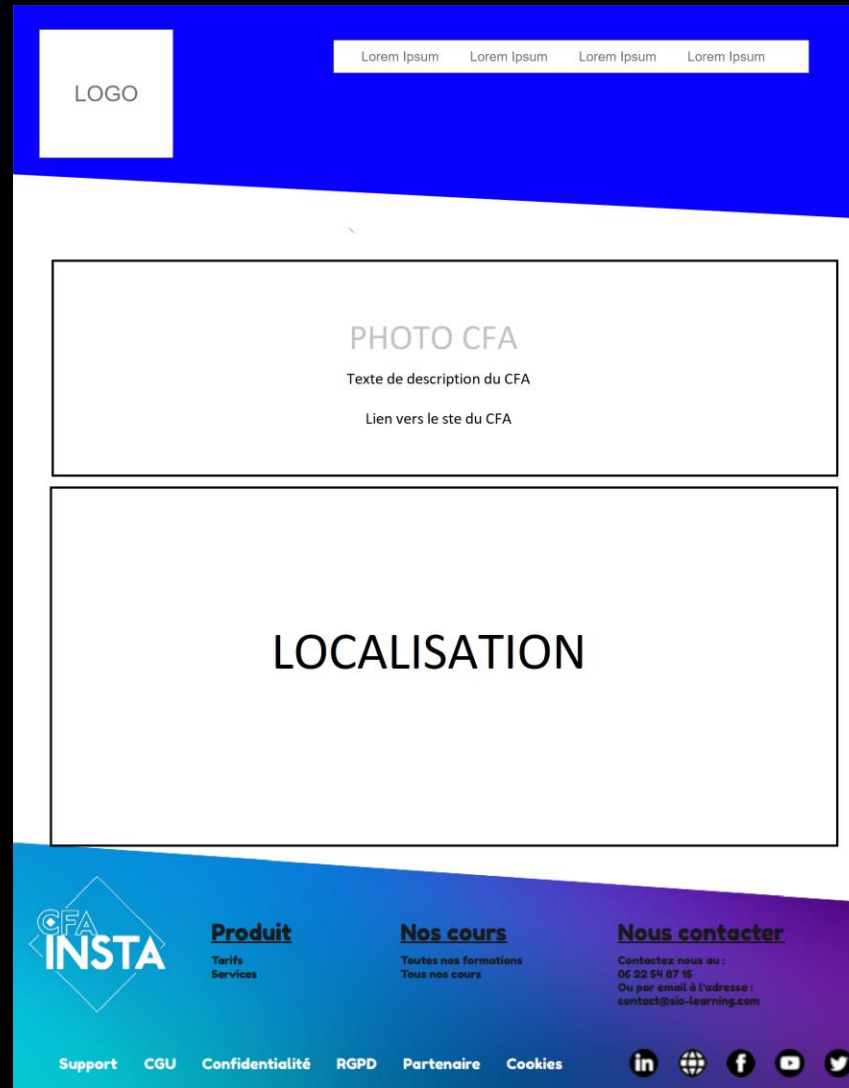 LOGO
Lorem Ipsum Lorem Ipsum Lorem Ipsum Lorem Ipsum
PHOTO CFA
Texte de description du CFA
Lien vers le ste du CFA
LOCALISATION
CFA
INSTA
Produit
Tarifs
Services
Nos cours
Toutes nos formations
Tous nos cours
Nous contacter
Contactez nous au :
06 22 54 87 15
Ou par email à l'adresse :
contact@sio-learning.com
Support CGU Confidentialité RGPD Partenaire Cookies